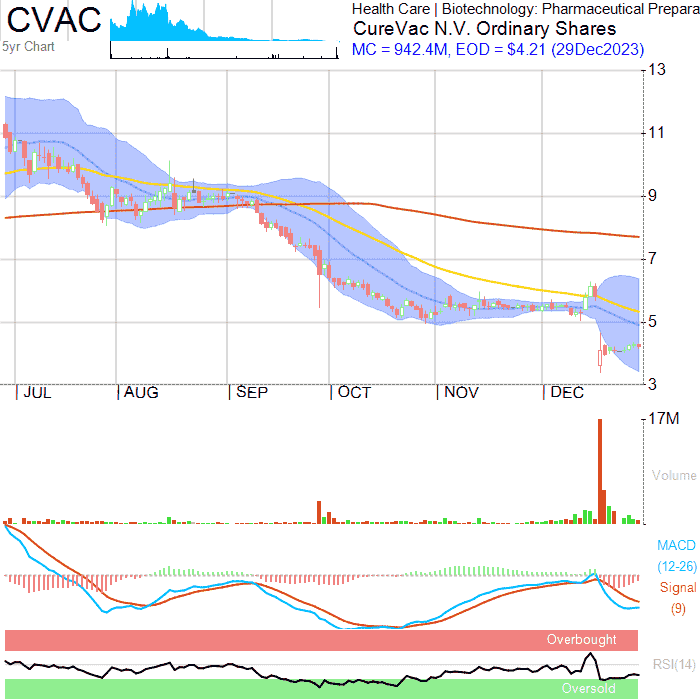 CVAC
5yr Chart
Health Care | Biotechnology: Pharmaceutical Prepara
CureVac N.V. Ordinary Shares
MC = 942.4M, EOD = $4.21 (29Dec2023)
13
11
9
7
5
3
JUL AUG SEP OCT NOV DEC
17M
Volume
MACD
(12-26)
Signal
(9)
Overbought
RSI(14)
Oversold